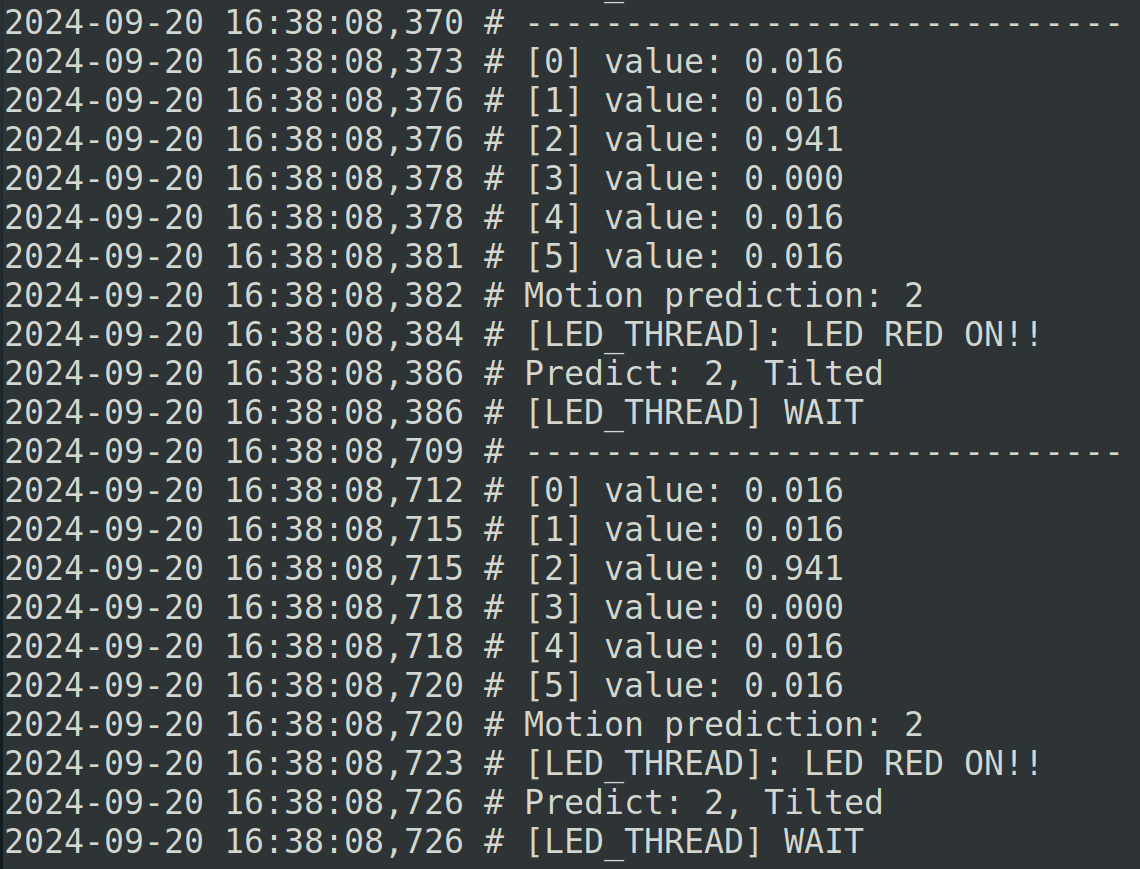 2024-09-20 16:38:08,370 # ------------------------------
2024-09-20 16:38:08,373 # [0] value: 0.016
2024-09-20 16:38:08,376 # [1] value: 0.016
2024-09-20 16:38:08,376 # [2] value: 0.941
2024-09-20 16:38:08,378 # [3] value: 0.000
2024-09-20 16:38:08,378 # [4] value: 0.016
2024-09-20 16:38:08,381 # [5] value: 0.016
2024-09-20 16:38:08,382 # Motion prediction: 2
2024-09-20 16:38:08,384 # [LED_THREAD]: LED RED ON!!
2024-09-20 16:38:08,386 # Predict: 2, Tilted
2024-09-20 16:38:08,386 # [LED_THREAD] WAIT
2024-09-20 16:38:08,709 # ------------------------------
2024-09-20 16:38:08,712 # [0] value: 0.016
2024-09-20 16:38:08,715 # [1] value: 0.016
2024-09-20 16:38:08,715 # [2] value: 0.941
2024-09-20 16:38:08,718 # [3] value: 0.000
2024-09-20 16:38:08,718 # [4] value: 0.016
2024-09-20 16:38:08,720 # [5] value: 0.016
2024-09-20 16:38:08,720 # Motion prediction: 2
2024-09-20 16:38:08,723 # [LED_THREAD]: LED RED ON!!
2024-09-20 16:38:08,726 # Predict: 2, Tilted
2024-09-20 16:38:08,726 # [LED_THREAD] WAIT